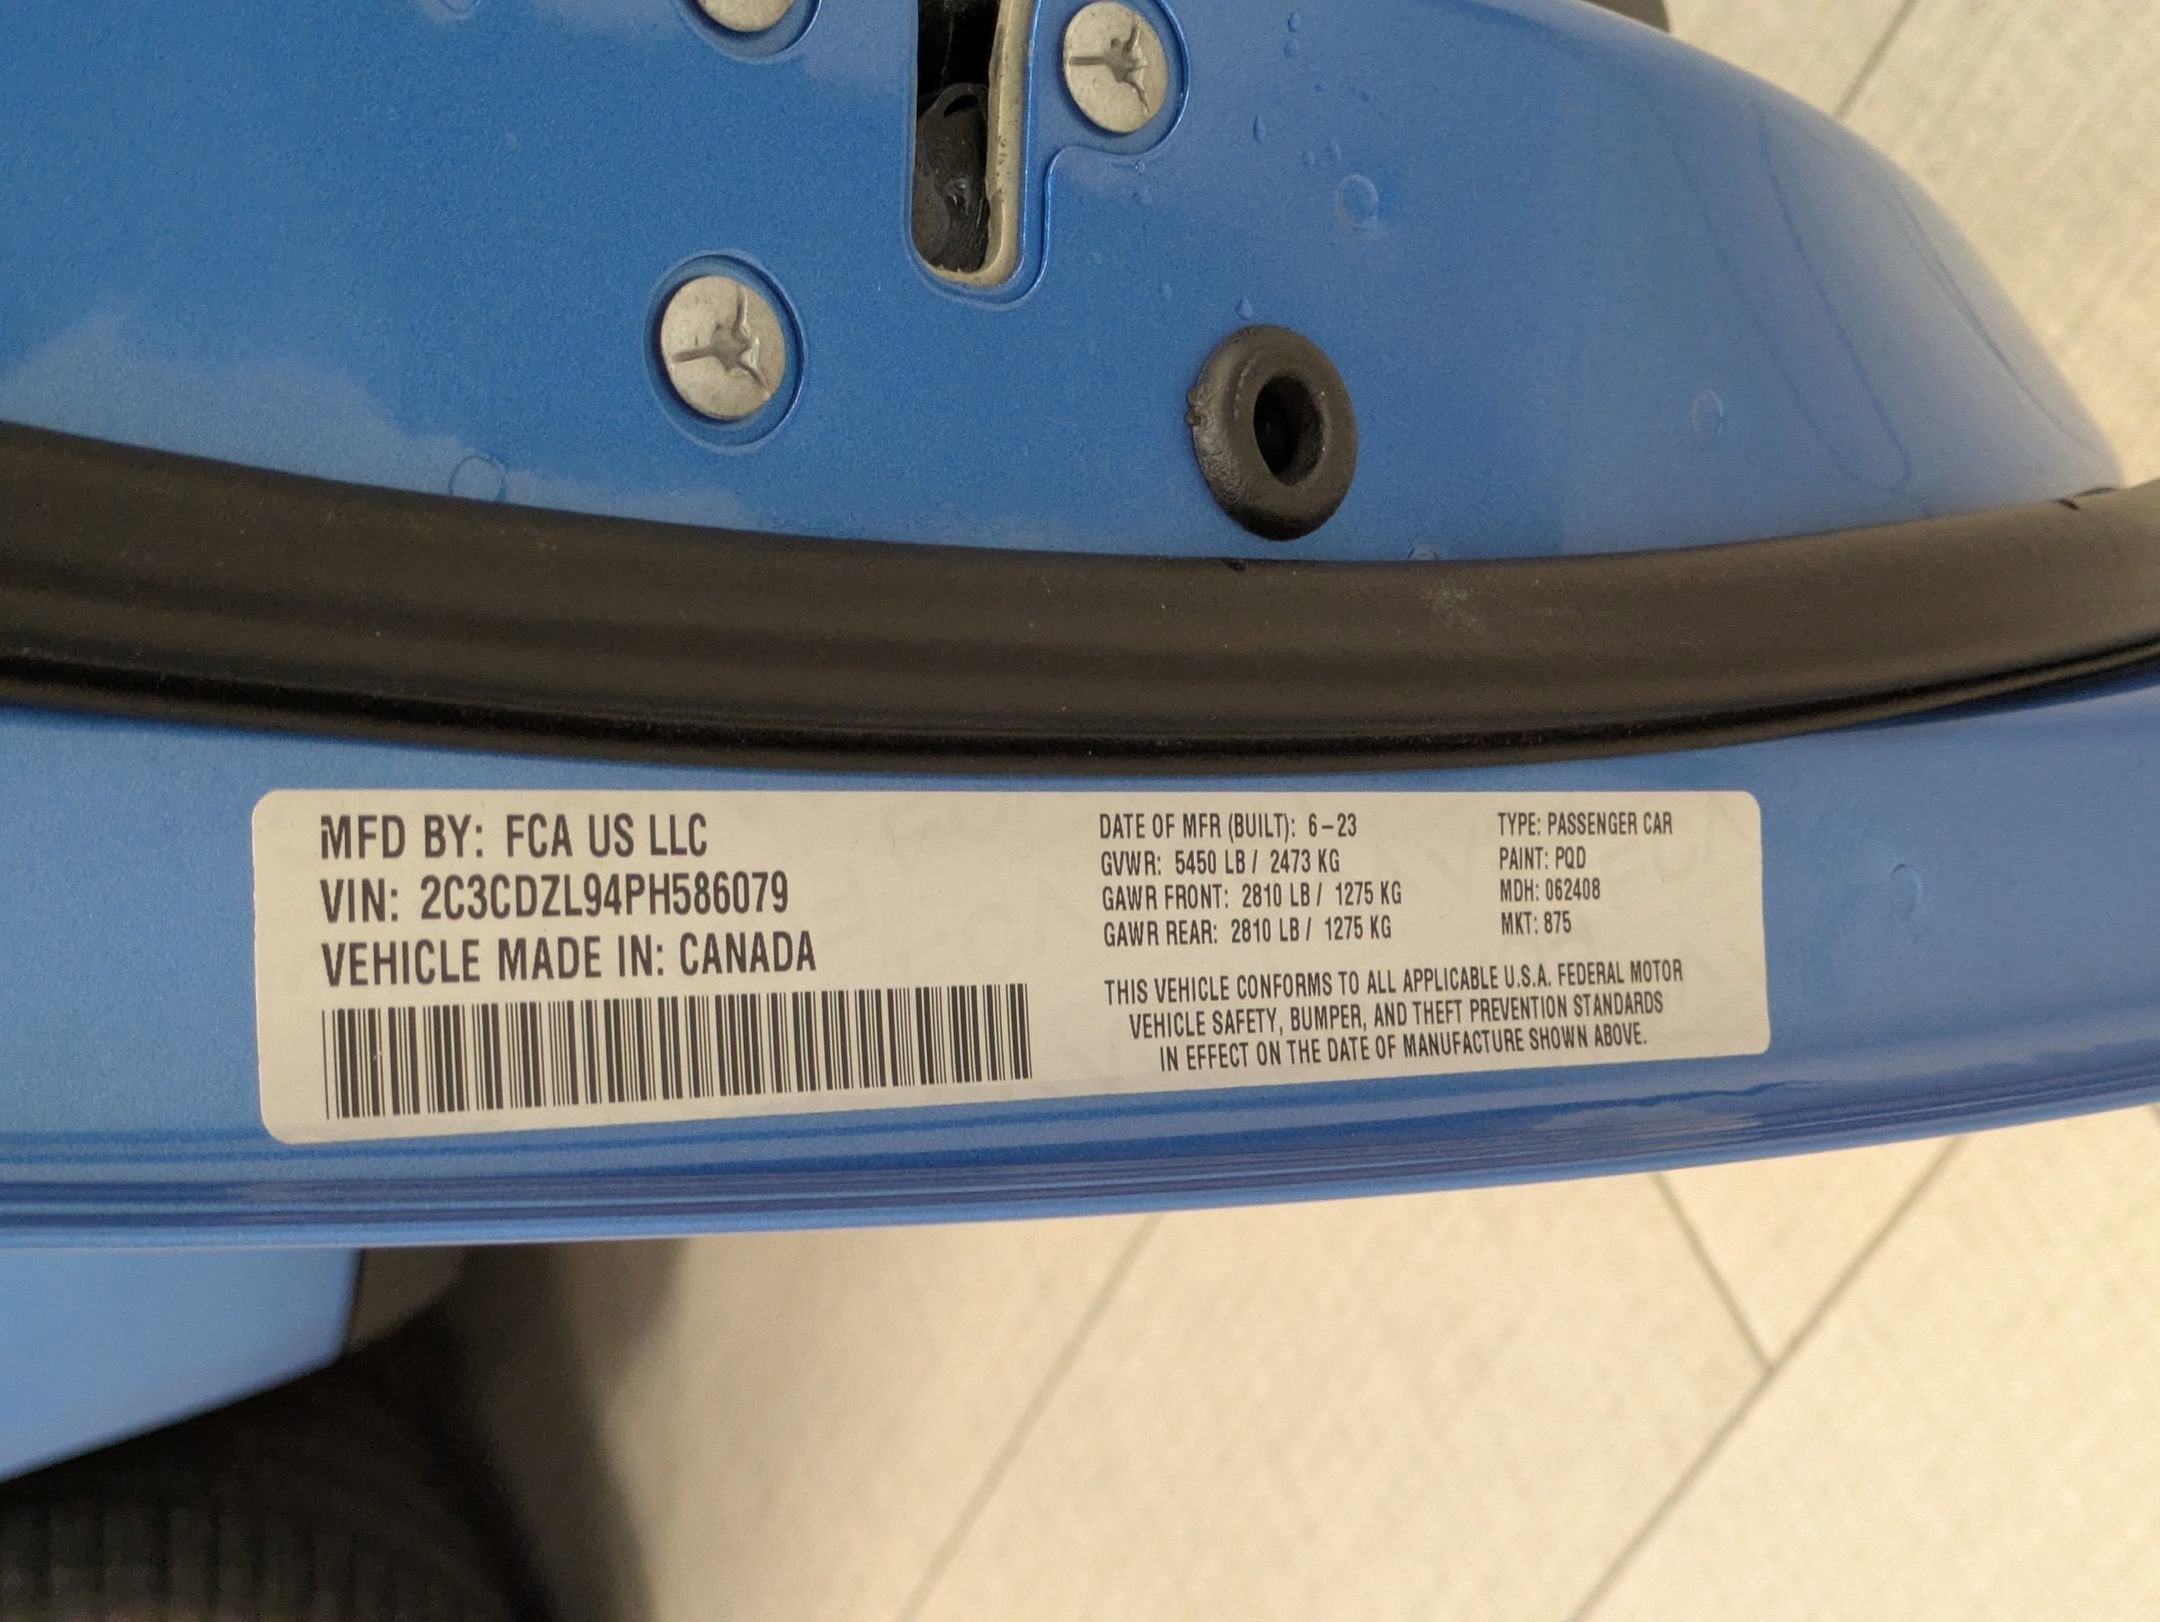 MFD BY: FCA US LLC
VIN: 2C3CDZL94PH586079
VEHICLE MADE IN: CANADA
DATE OF MFR (BUILT): 6-23
GVWR: 5450 LB / 2473 KG
GAWR FRONT: 2810 LB / 1275 KG
GAWR REAR: 2810 LB / 1275 KG
TYPE: PASSENGER CAR
PAINT: PQD
MDH: 062408
MKT: 875
THIS VEHICLE CONFORMS TO ALL APPLICABLE U.S.A. FEDERAL MOTOR
VEHICLE SAFETY, BUMPER, AND THEFT PREVENTION STANDARDS
IN EFFECT ON THE DATE OF MANUFACTURE SHOWN ABOVE.